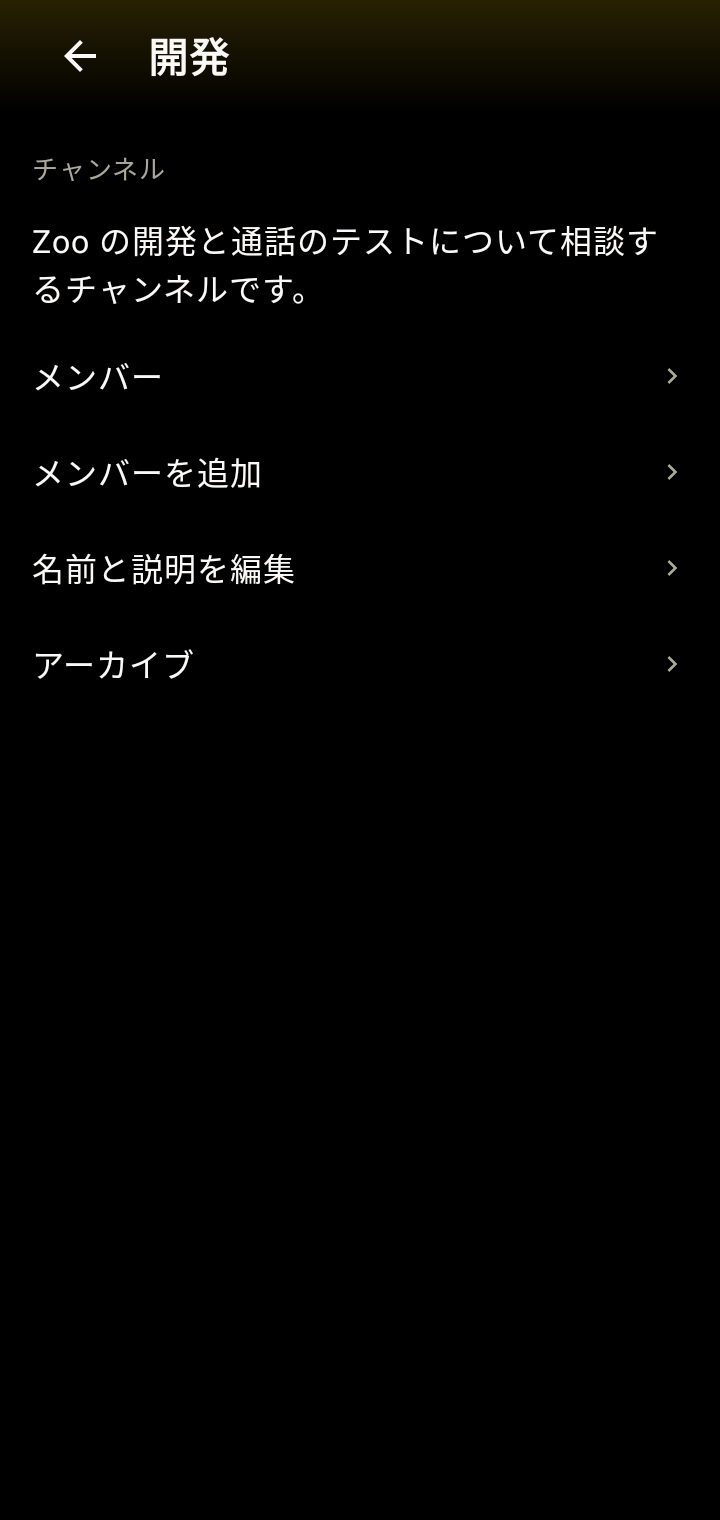 開発
チャンネル
Zoo の開発と通話のテストについて相談す
るチャンネルです。
メンバー
メンバーを追加
名前と説明を編集
アーカイブ